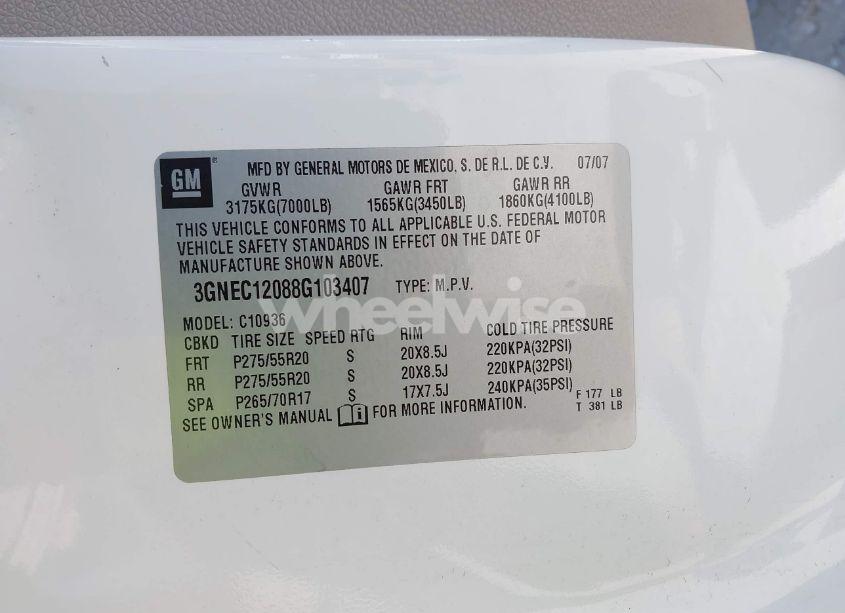 GM ® MFD BY GENERAL MOTORS DE MEXICO, S. DE R.L. DE C.V. 07/07
GVWR GAWR FRT GAWR RR
3175KG(7000LB) 1565KG(3450LB) 1860KG(4100LB)
THIS VEHICLE CONFORMS TO ALL APPLICABLE U.S. FEDERAL MOTOR
VEHICLE SAFETY STANDARDS IN EFFECT ON THE DATE OF
MANUFACTURE SHOWN ABOVE.
3GNEC12088G103407 TYPE: M.P.V.
wheelwise
MODEL: C10936
CBKD TIRE SIZE SPEED RTG RIM COLD TIRE PRESSURE
FRT P275/55R20 S 20X8.5J 220KPA(32PSI)
RR P275/55R20 S 20X8.5J 220KPA(32PSI)
SPA P265/70R17 S 17X7.5J 240KPA(35PSI) F 177 LB
SEE OWNER'S MANUAL FOR MORE INFORMATION. T 381 LB